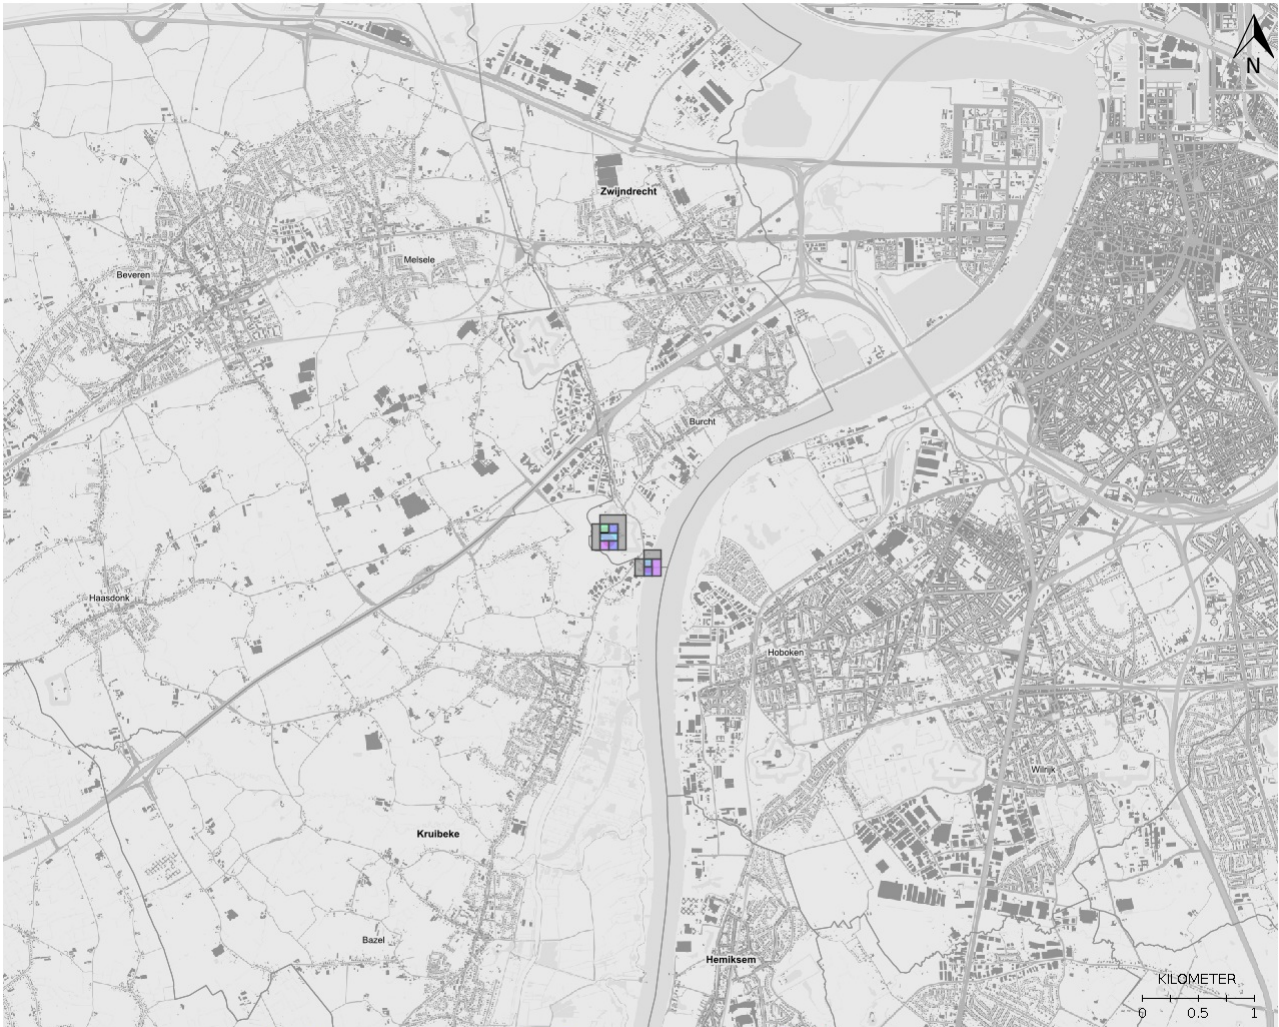 N
Zwijndrecht
Melsele
Beveren
Burcht
Haasdonk
Hoboken
Wilrijk
Kruibeke
Bazel
Hemiksem
KILOMETER
0 0.5 1